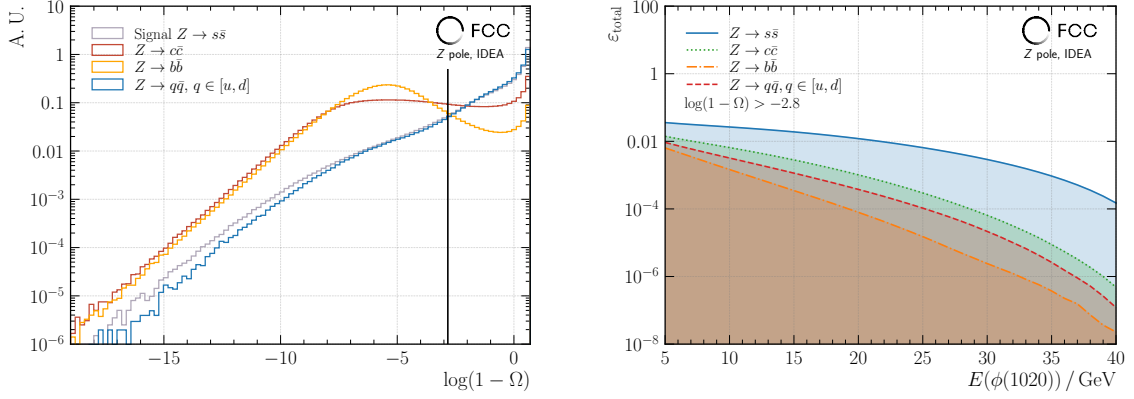 A. U.
Signal Z → ss̄
Z → cc̄
Z → bb̄
Z → qq̄, q ∈ [u, d]
FCC
Z pole, IDEA
10
1
0.1
0.01
10⁻³
10⁻⁴
10⁻⁵
10⁻⁶
−15 −10 −5 0
log(1 − Ω)
ε_total
Z → ss̄
Z → cc̄
Z → bb̄
Z → qq̄, q ∈ [u, d]
log(1 − Ω) > −2.8
FCC
Z pole, IDEA
100
1
0.01
10⁻⁴
10⁻⁶
10⁻⁸
5 10 15 20 25 30 35 40
E(ϕ(1020)) / GeV